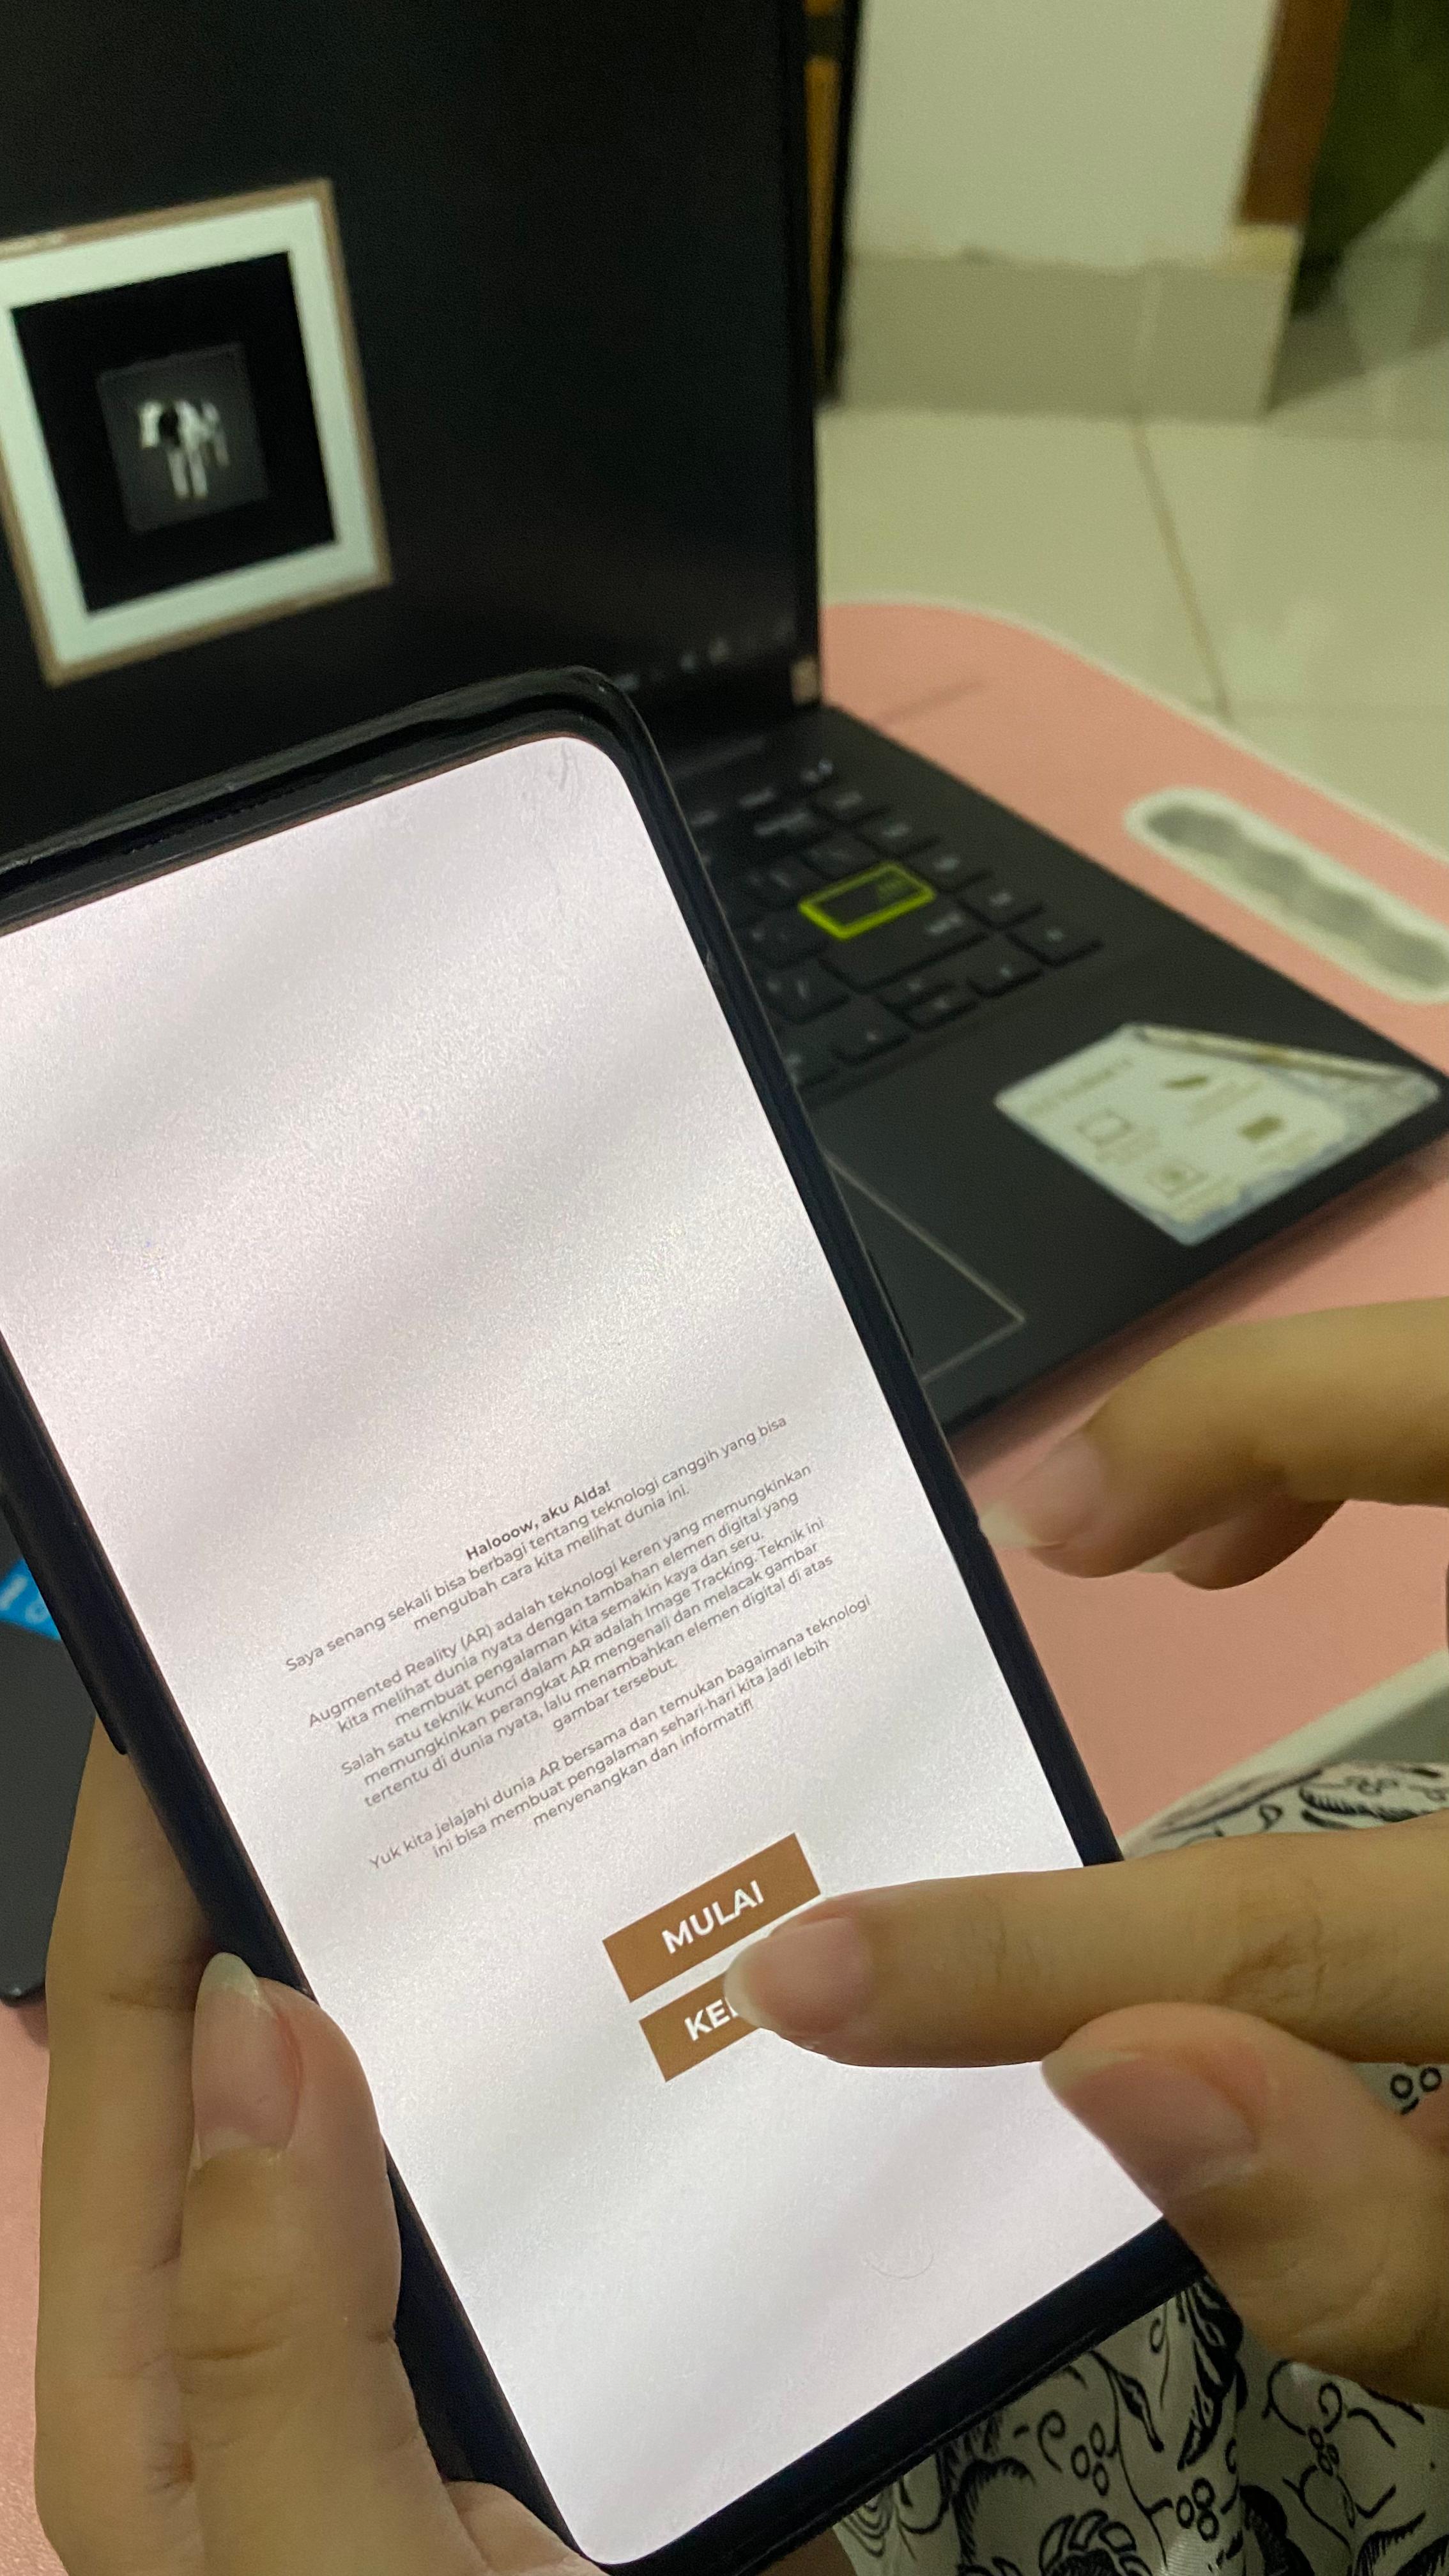 Halooow, aku Alda!
Saya senang sekali bisa berbagi tentang teknologi canggih yang bisa
mengubah cara kita melihat dunia ini.
Augmented Reality (AR) adalah teknologi keren yang memungkinkan
kita melihat dunia nyata dengan tambahan elemen digital yang
membuat pengalaman kita semakin kaya dan seru.
Salah satu teknik kunci dalam AR adalah Image Tracking. Teknik ini
memungkinkan perangkat AR mengenali dan melacak gambar
tertentu di dunia nyata, lalu menambahkan elemen digital di atas
gambar tersebut.
Yuk kita jelajahi dunia AR bersama dan temukan bagaimana teknologi
ini bisa membuat pengalaman sehari-hari kita jadi lebih
menyenangkan dan informatif!
MULAI